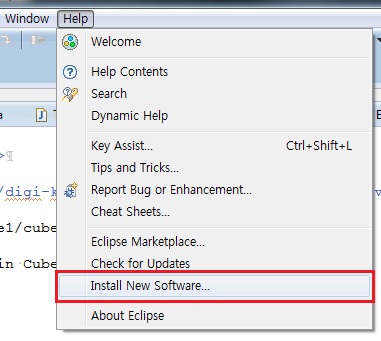 Window Help
Welcome
Help Contents
Search
Dynamic Help
Key Assist... Ctrl+Shift+L
Tips and Tricks...
Report Bug or Enhancement...
Cheat Sheets...
Eclipse Marketplace...
Check for Updates
Install New Software...
About Eclipse
a J
>¶
/digi-
e1/cube
in Cube